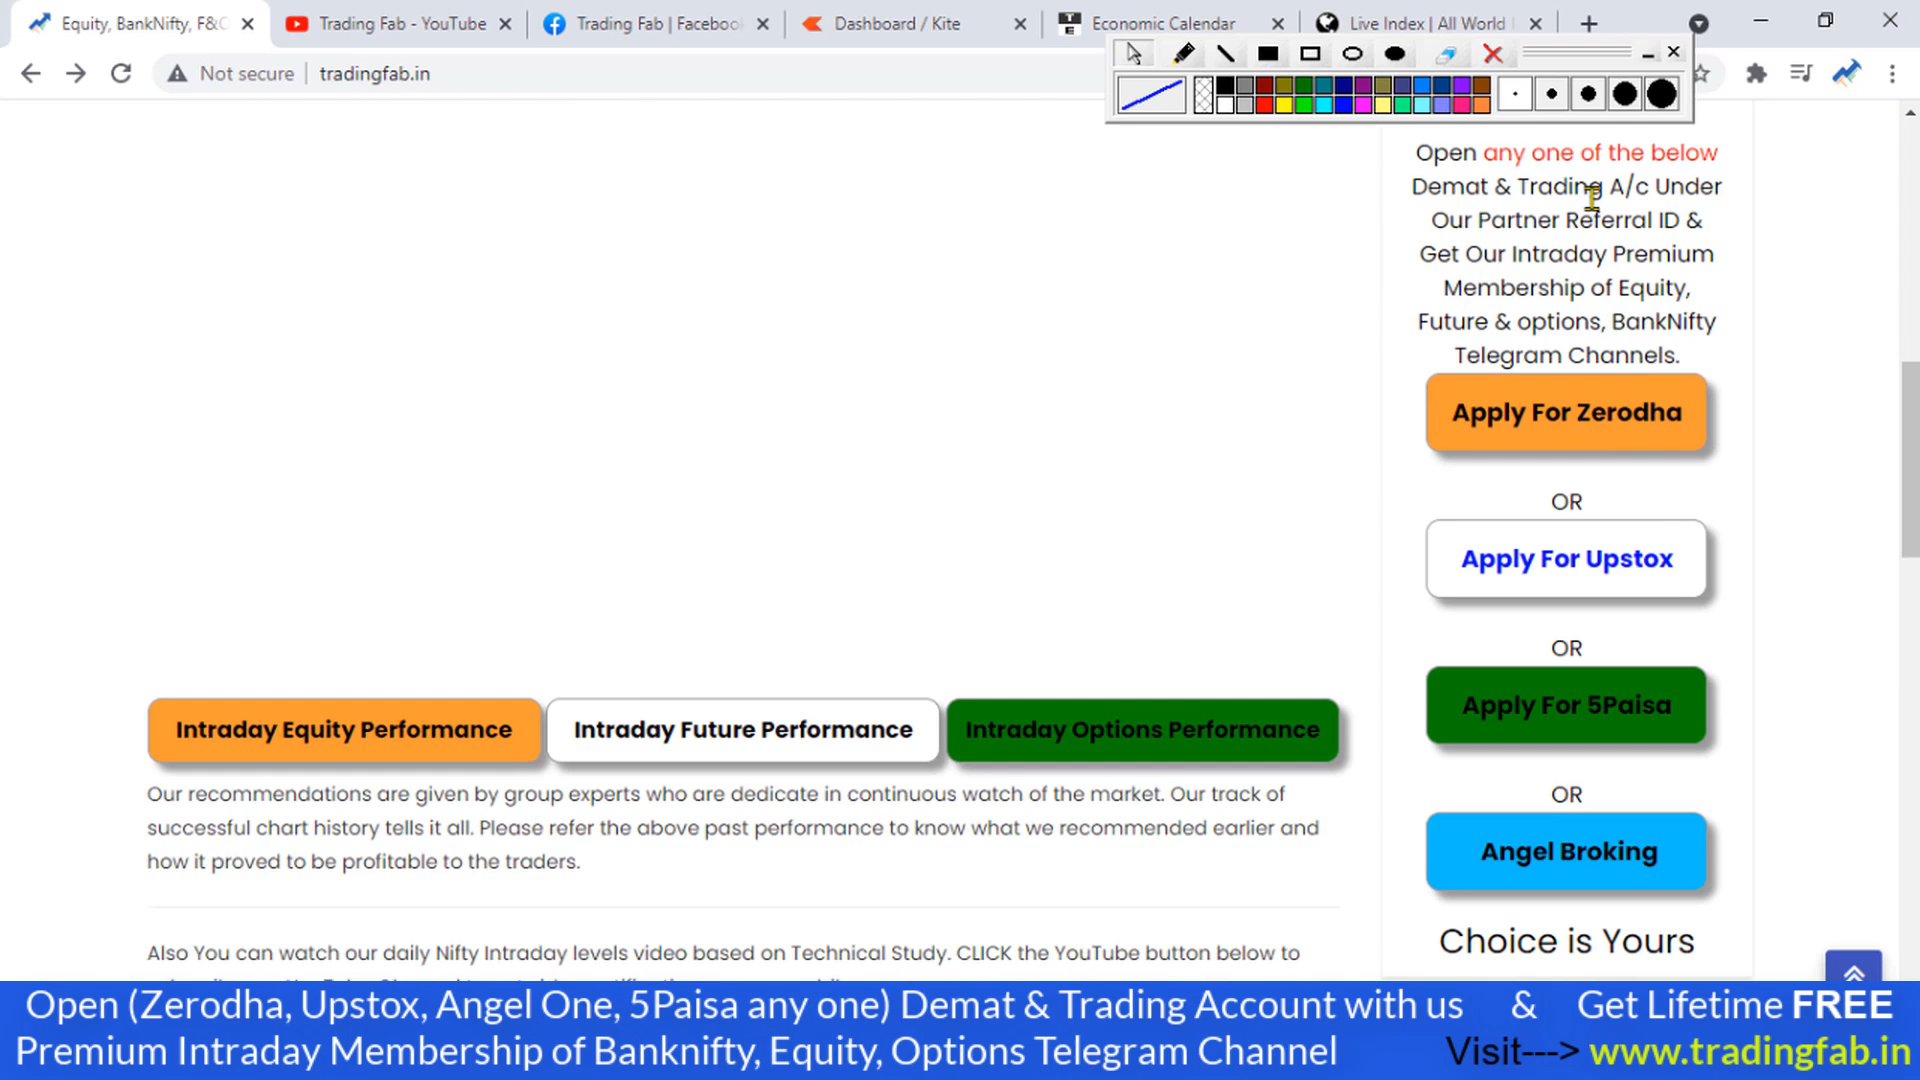 Equity, BankNifty, F&O
Trading Fab - YouTube
Trading Fab | Facebook
Dashboard / Kite
Economic Calendar
Live Index | All World
Not secure
tradingfab.in
Open any one of the below
Demat & Trading A/c Under
Our Partner Referral ID &
Get Our Intraday Premium
Membership of Equity,
Future & options, BankNifty
Telegram Channels.
Apply For Zerodha
OR
Apply For Upstox
OR
Apply For 5Paisa
OR
Angel Broking
Choice is Yours
Intraday Equity Performance
Intraday Future Performance
Intraday Options Performance
Our recommendations are given by group experts who are dedicate in continuous watch of the market. Our track of
successful chart history tells it all. Please refer the above past performance to know what we recommended earlier and
how it proved to be profitable to the traders.
Also You can watch our daily Nifty Intraday levels video based on Technical Study. CLICK the YouTube button below to
Open (Zerodha, Upstox, Angel One, 5Paisa any one) Demat & Trading Account with us & Get Lifetime FREE
Premium Intraday Membership of Banknifty, Equity, Options Telegram Channel Visit---> www.tradingfab.in